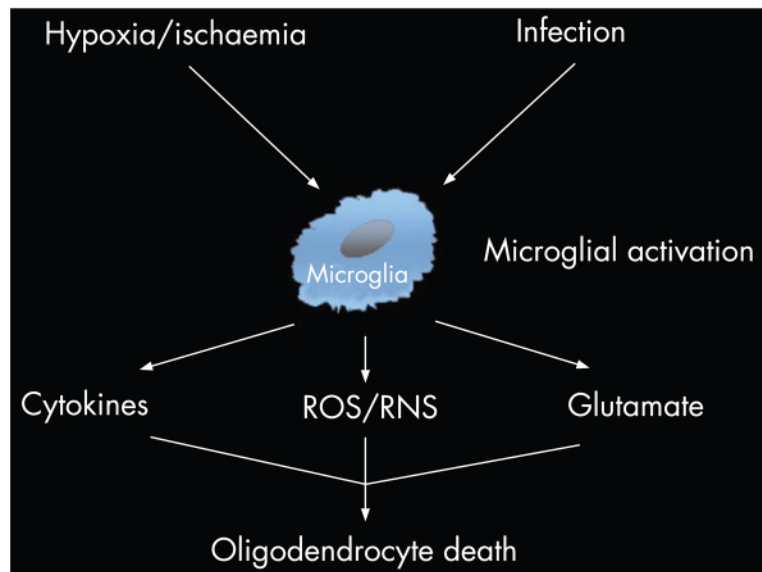 Hypoxia/ischaemia
Infection
Microglia
Microglial activation
Cytokines
ROS/RNS
Glutamate
Oligodendrocyte death